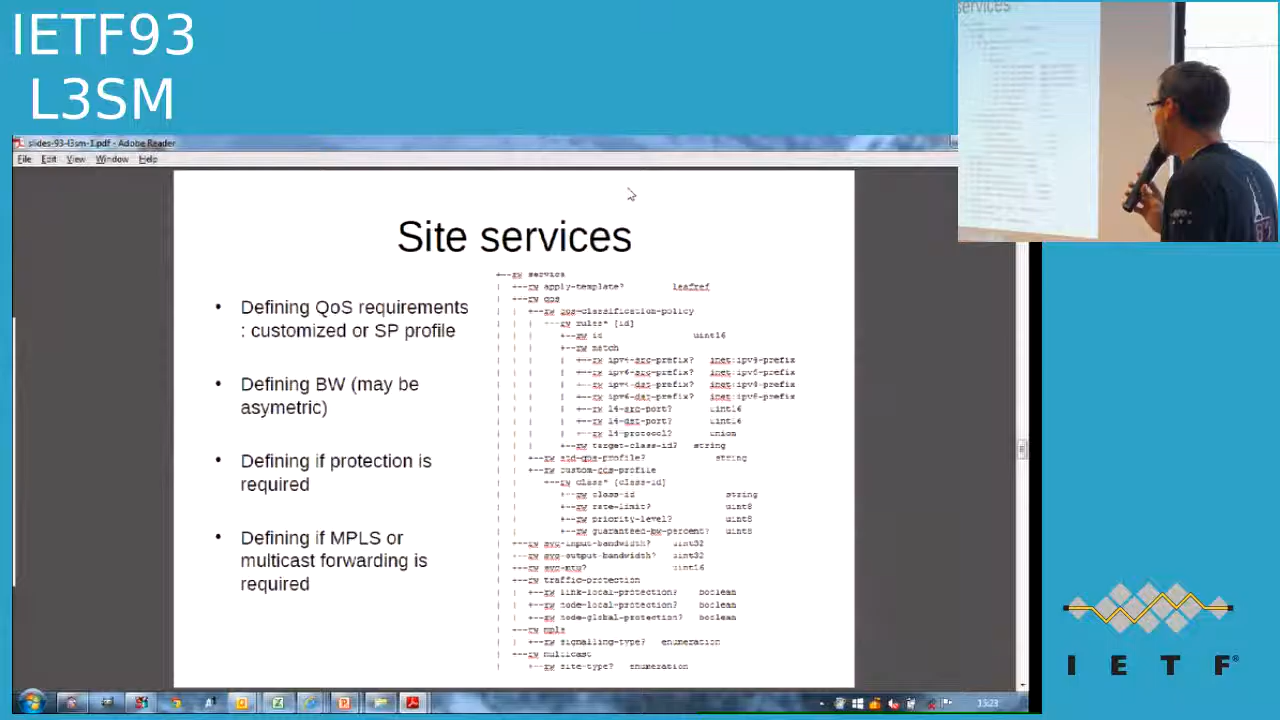 IETF93
L3SM
services
slides-93-l3sm-1.pdf - Adobe Reader
File Edit View Window Help
Site services
• Defining QoS requirements
: customized or SP profile
• Defining BW (may be
asymetric)
• Defining if protection is
required
• Defining if MPLS or
multicast forwarding is
required
+--rw service
| +--rw apply-template? leafref
| +--rw qos
| | +--rw qos-classification-policy
| | | +--rw rules* [id]
| | | +--rw id uint16
| | | +--rw match
| | | | +--rw ipv4-src-prefix? inet:ipv4-prefix
| | | | +--rw ipv6-src-prefix? inet:ipv6-prefix
| | | | +--rw ipv4-dst-prefix? inet:ipv4-prefix
| | | | +--rw ipv6-dst-prefix? inet:ipv6-prefix
| | | | +--rw l4-src-port? uint16
| | | | +--rw l4-dst-port? uint16
| | | | +--rw l4-protocol? union
| | | +--rw target-class-id? string
| | +--rw std-qos-profile? string
| | +--rw custom-qos-profile
| | +--rw class* [class-id]
| | +--rw class-id string
| | +--rw rate-limit? uint8
| | +--rw priority-level? uint8
| | +--rw guaranteed-bw-percent? uint8
| +--rw svc-input-bandwidth? uint32
| +--rw svc-output-bandwidth? uint32
| +--rw svc-mtu? uint16
| +--rw traffic-protection
| | +--rw link-local-protection? boolean
| | +--rw node-local-protection? boolean
| | +--rw node-global-protection? boolean
| +--rw mpls
| | +--rw signalling-type? enumeration
| +--rw multicast
| +--rw site-type? enumeration
15:23
IETF®